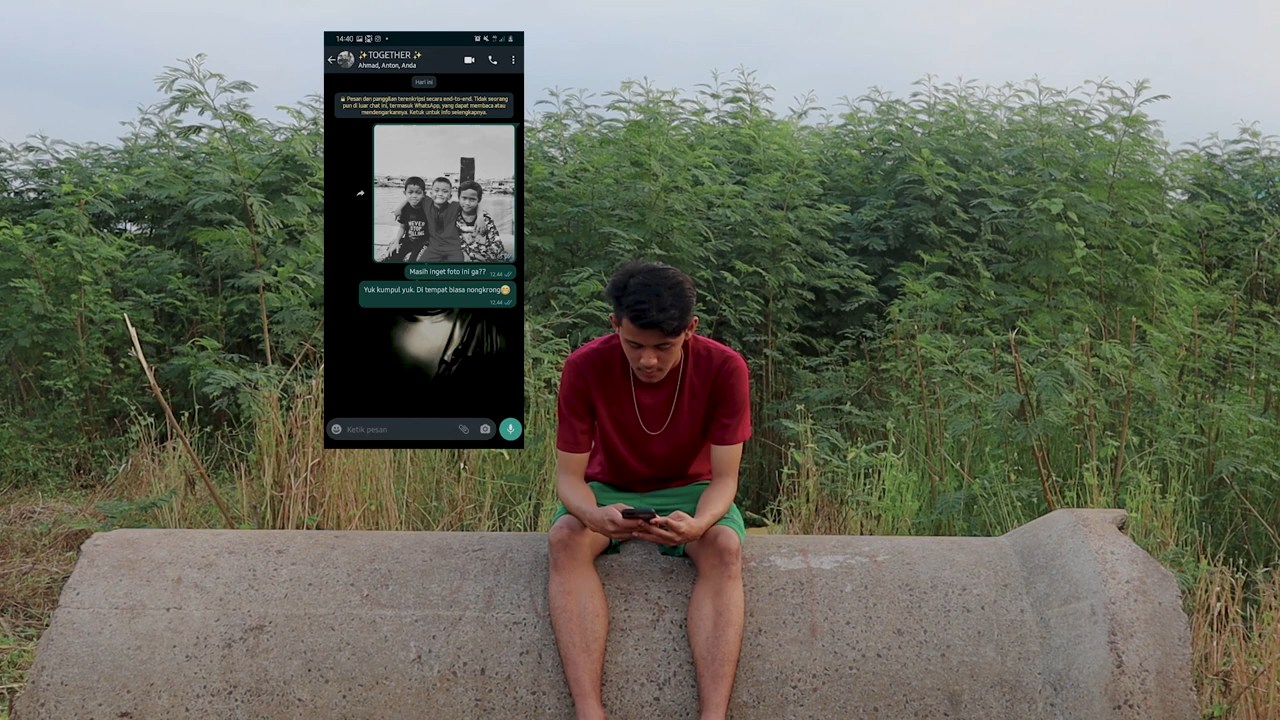 14:40
✨TOGETHER✨
Ahmad, Anton, Anda
Hari ini
Pesan dan panggilan terenkripsi secara end-to-end. Tidak seorang
pun di luar chat ini, termasuk WhatsApp, yang dapat membaca atau
mendengarkannya. Ketuk untuk info selengkapnya.
NEVER
STOP
Masih inget foto ini ga??
12.44
Yuk kumpul yuk. Di tempat biasa nongkrong😁
12.44
Ketik pesan